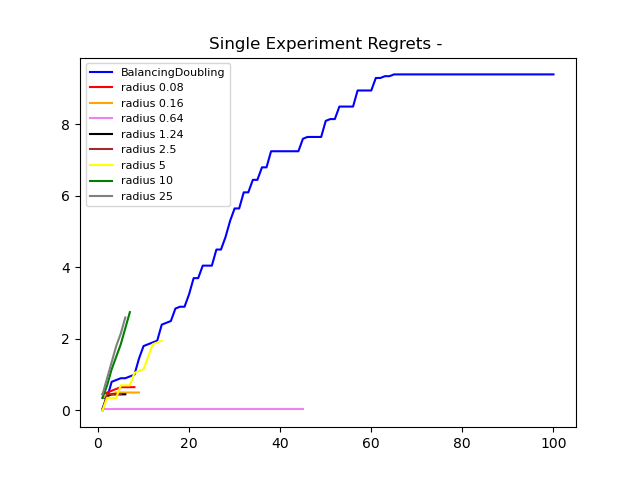 Single Experiment Regrets -
BalancingDoubling
radius 0.08
radius 0.16
radius 0.64
radius 1.24
radius 2.5
radius 5
radius 10
radius 25
8
6
4
2
0
0 20 40 60 80 100